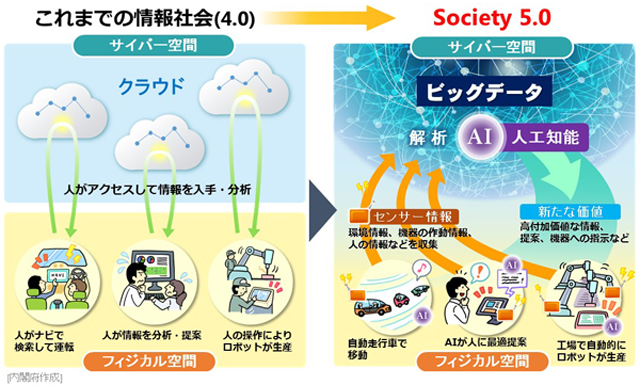 これまでの情報社会(4.0)
サイバー空間
クラウド
人がアクセスして情報を入手・分析
NAVI
人がナビで
検索して運転
人が情報を分析・提案
人の操作により
ロボットが生産
フィジカル空間
[内閣府作成]
Society 5.0
サイバー空間
ビッグデータ
解析 AI 人工知能
センサー情報
環境情報、機器の作動情報、
人の情報などを収集
新たな価値
高付加価値な情報、
提案、機器への指示など
AI
自動走行車で
移動
AI
AIが人に最適提案
AI
工場で自動的に
ロボットが生産
フィジカル空間